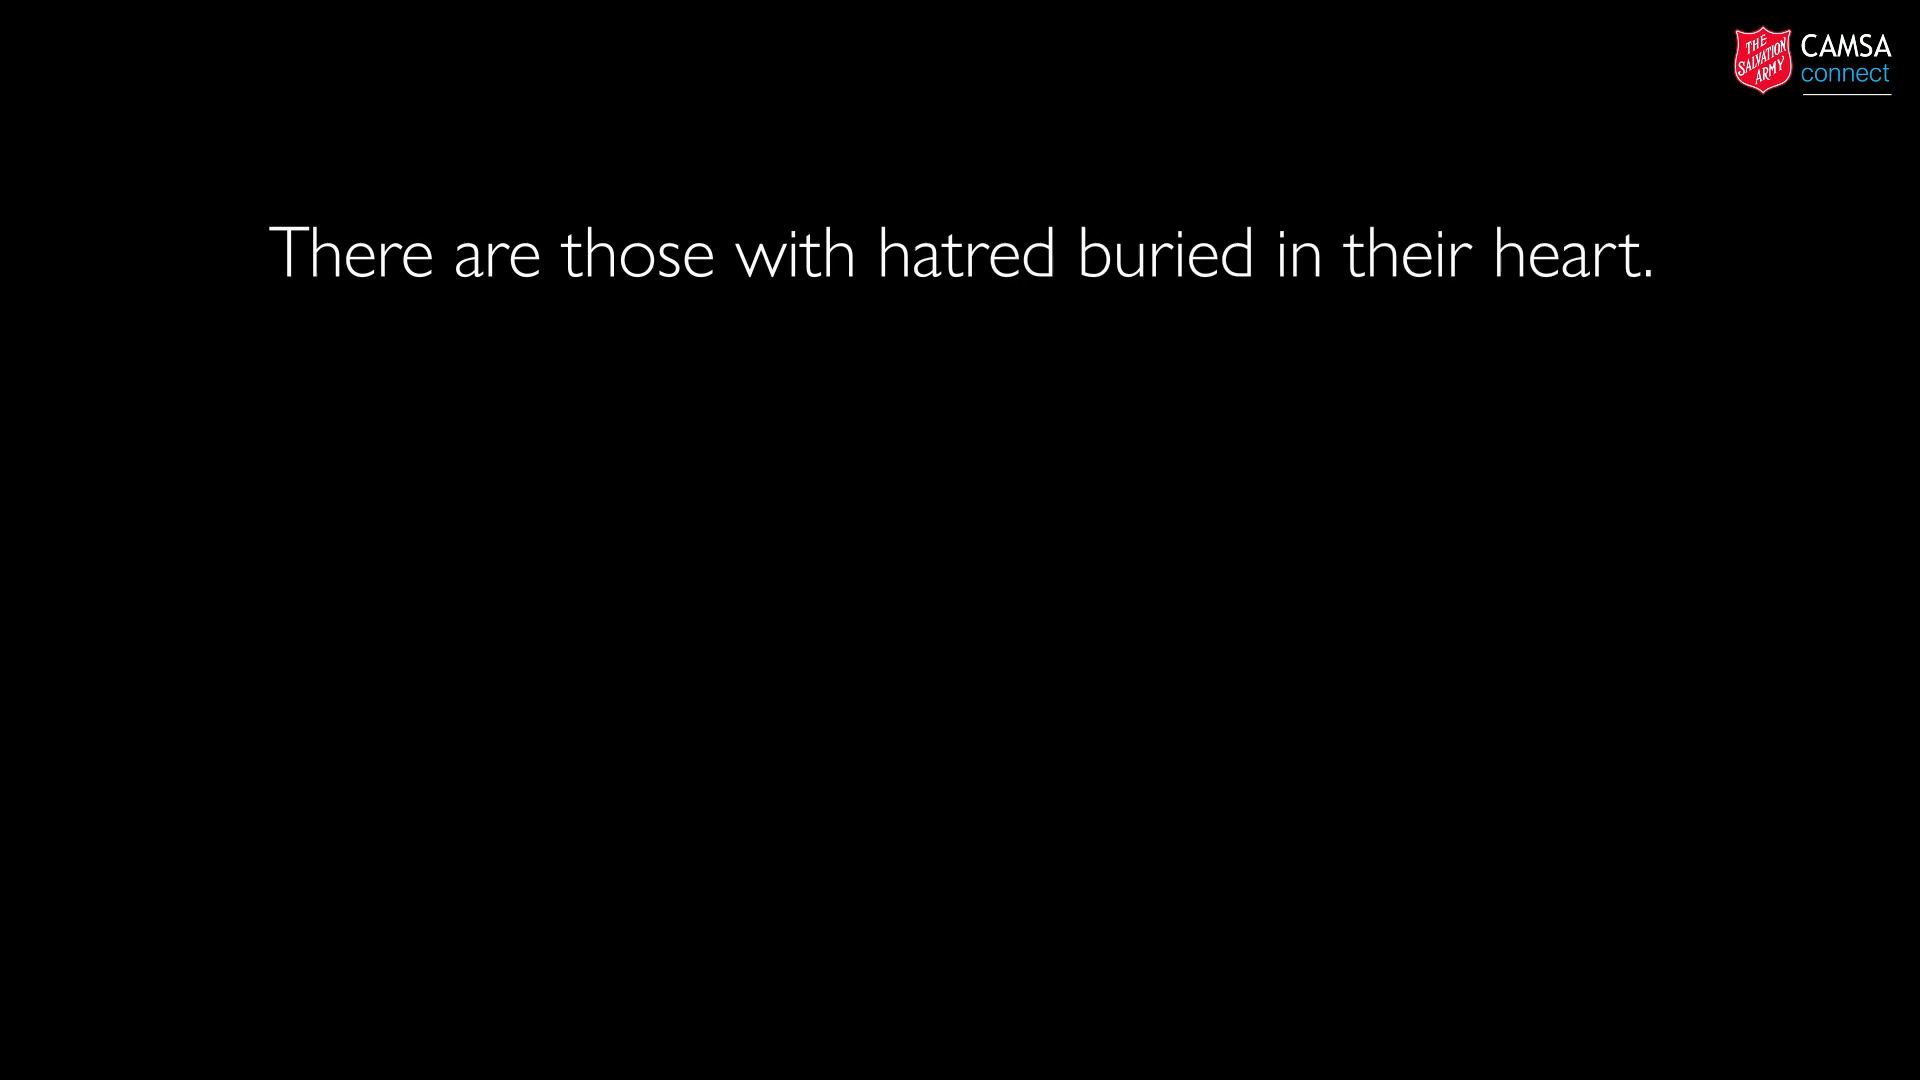 THE
SALVATION
ARMY
CAMSA
connect
There are those with hatred buried in their heart.